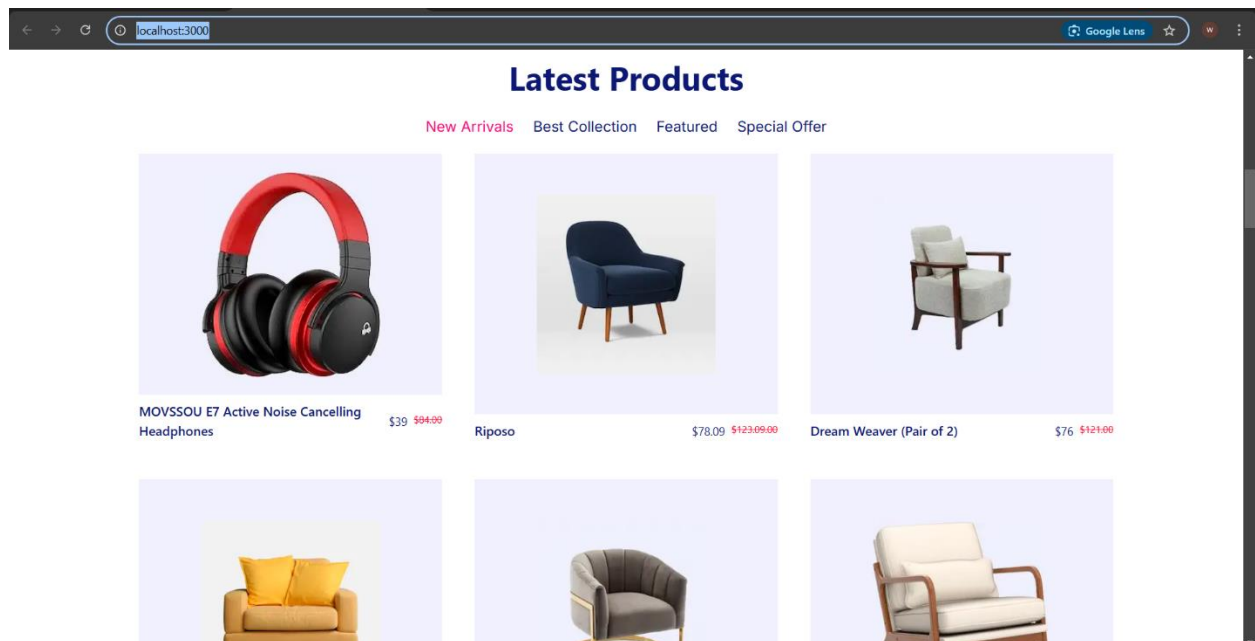 localhost:3000
Google Lens
W
Latest Products
New Arrivals Best Collection Featured Special Offer
MOVSSOU E7 Active Noise Cancelling
Headphones
$39 $84.00
Riposo
$78.09 $123.09.00
Dream Weaver (Pair of 2)
$76 $121.00